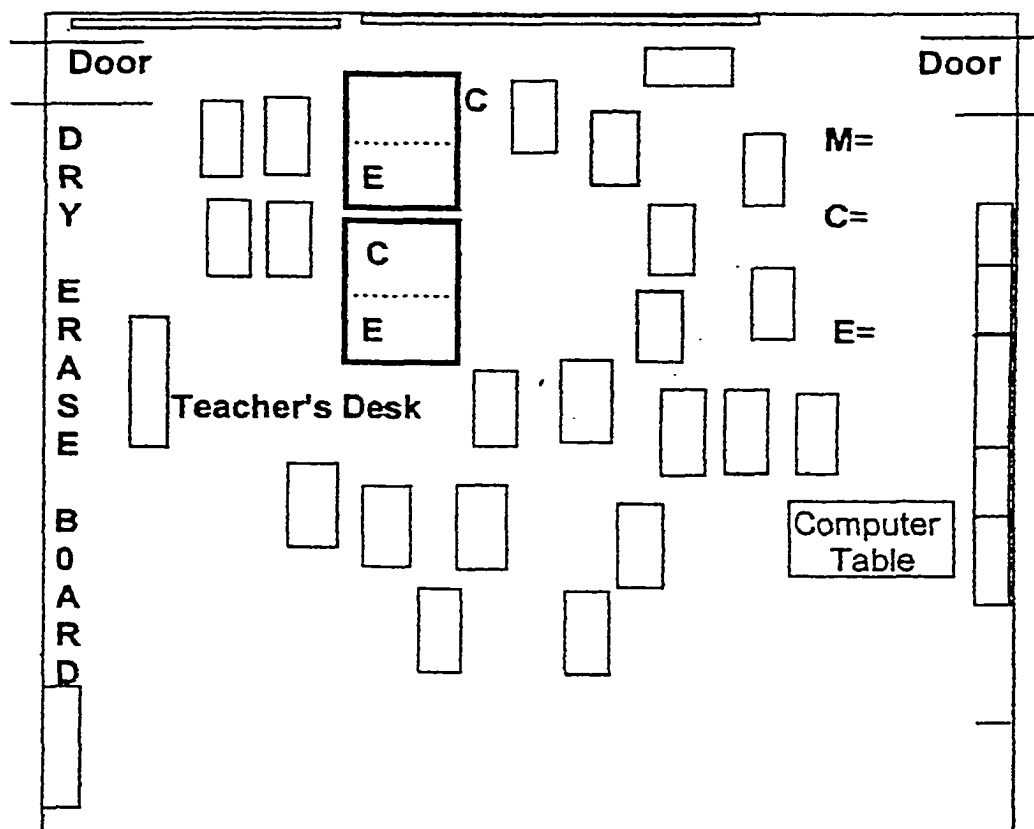 Door
Door
C
E
C
E
M=
C=
E=
DRY ERASE B0ARD
Teacher's Desk
Computer
Table